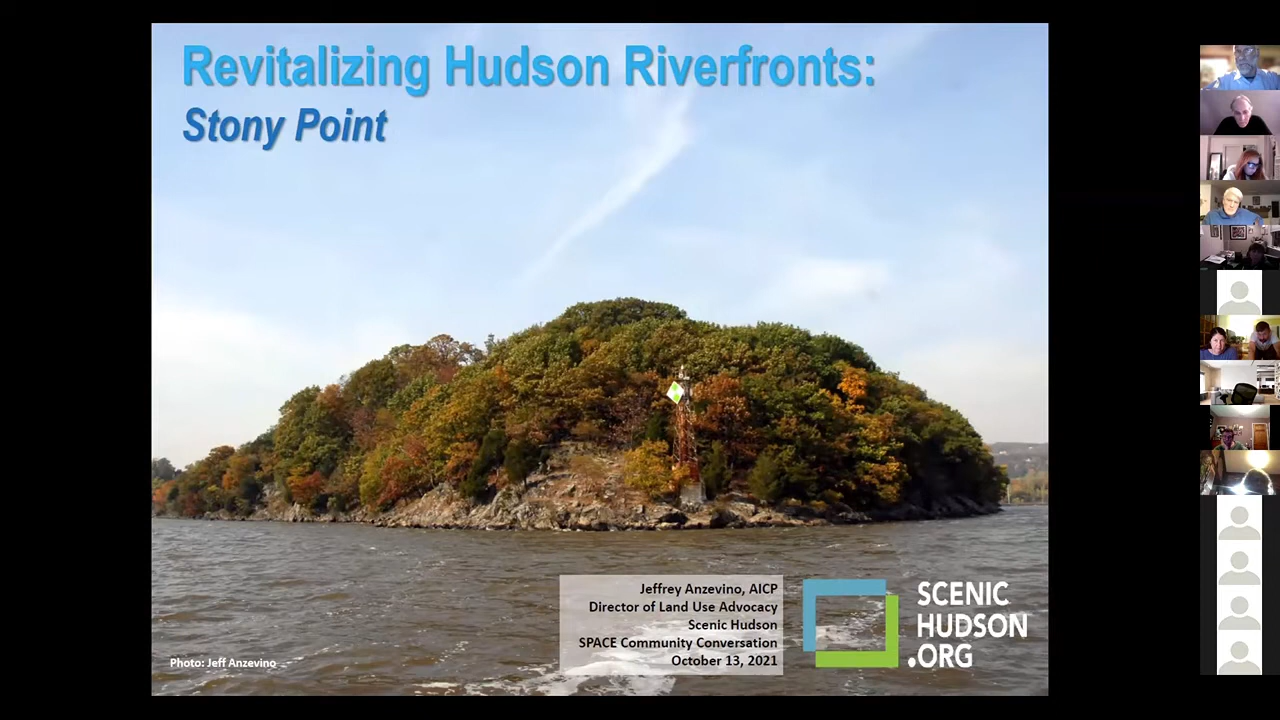 Revitalizing Hudson Riverfronts:
Stony Point
Jeffrey Anzevino, AICP
Director of Land Use Advocacy
Scenic Hudson
SPACE Community Conversation
October 13, 2021
SCENIC
HUDSON
.ORG
Photo: Jeff Anzevino